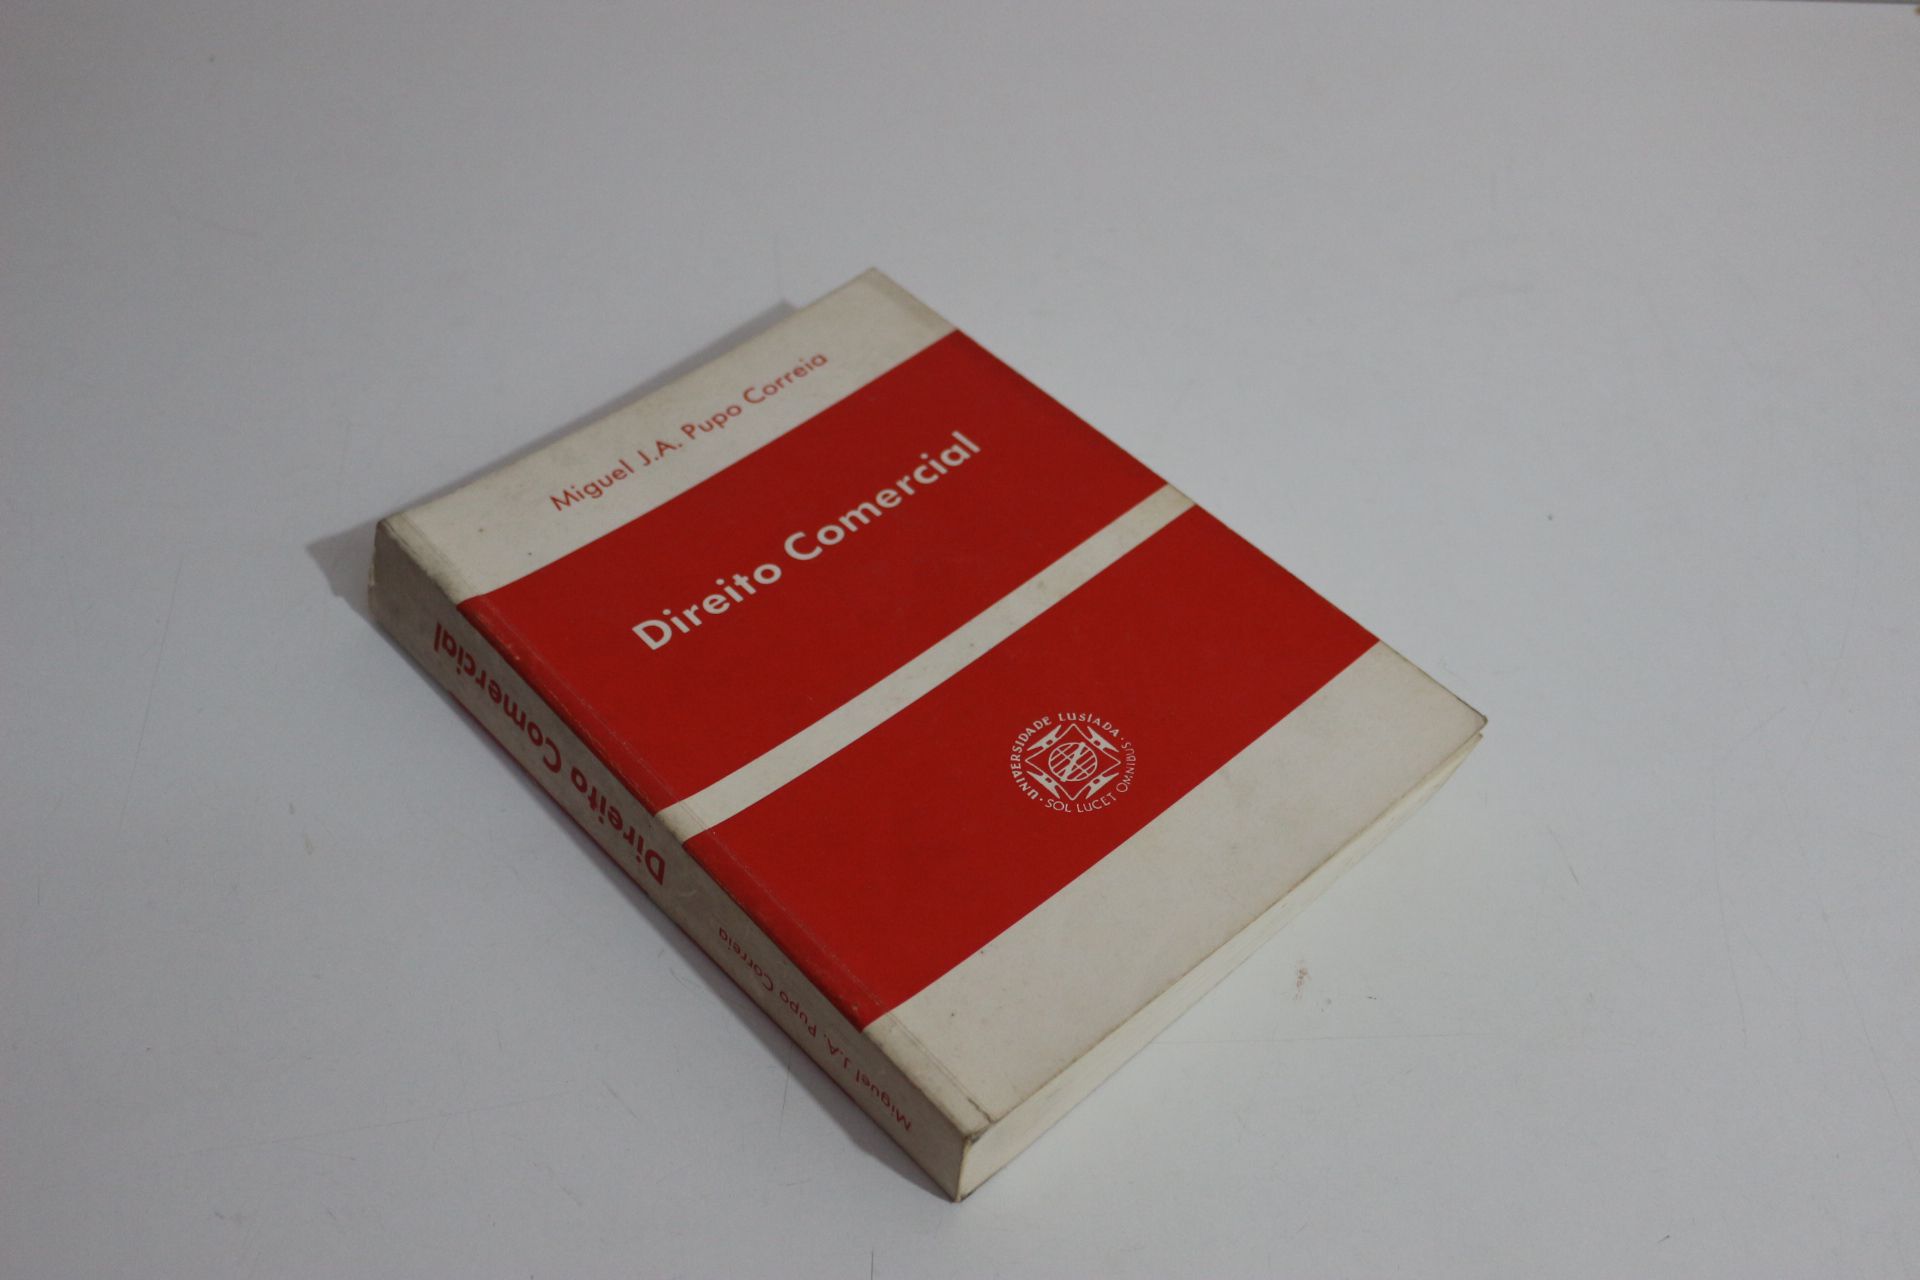 Miguel J.A. Pupo Correia
Direito Comercial
UNIVERSIDADE LUSÍADA · SOL LUCET OMNIBUS ·
Direito Comercial
Miguel J.A. Pupo Correia